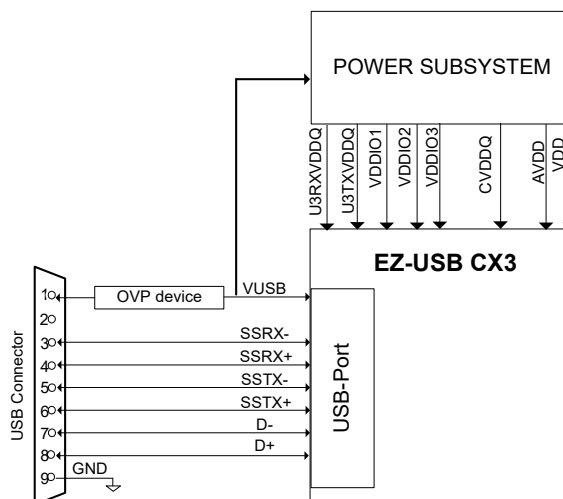 POWER SUBSYSTEM
U3RXVDDQ
U3TXVDDQ
VDDIO1
VDDIO2
VDDIO3
CVDDQ
AVDD
VDD
EZ-USB CX3
USB Connector
1
OVP device
VUSB
2
3
SSRX-
4
SSRX+
5
SSTX-
6
SSTX+
7
D-
8
D+
9
GND
USB-Port